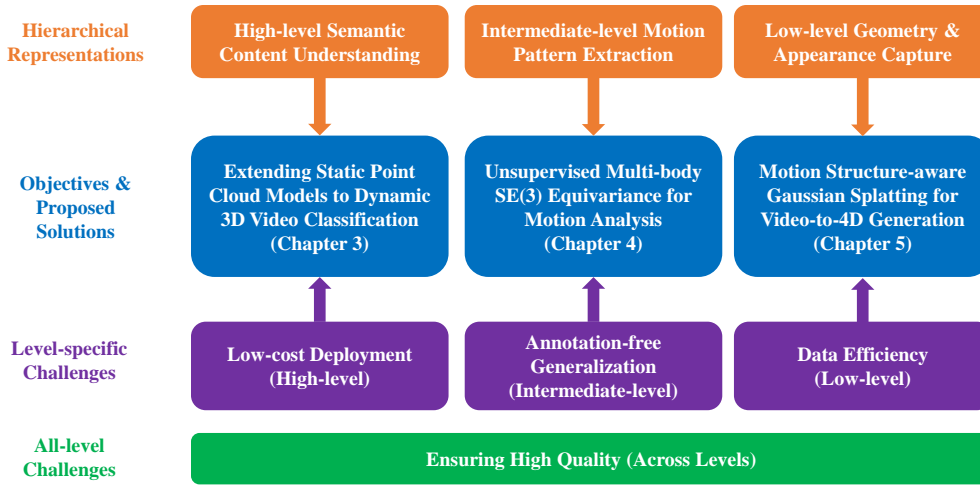 Hierarchical
Representations
High-level Semantic
Content Understanding
Intermediate-level Motion
Pattern Extraction
Low-level Geometry &
Appearance Capture
Objectives &
Proposed
Solutions
Extending Static Point
Cloud Models to Dynamic
3D Video Classification
(Chapter 3)
Unsupervised Multi-body
SE(3) Equivariance for
Motion Analysis
(Chapter 4)
Motion Structure-aware
Gaussian Splatting for
Video-to-4D Generation
(Chapter 5)
Level-specific
Challenges
Low-cost Deployment
(High-level)
Annotation-free
Generalization
(Intermediate-level)
Data Efficiency
(Low-level)
All-level
Challenges
Ensuring High Quality (Across Levels)